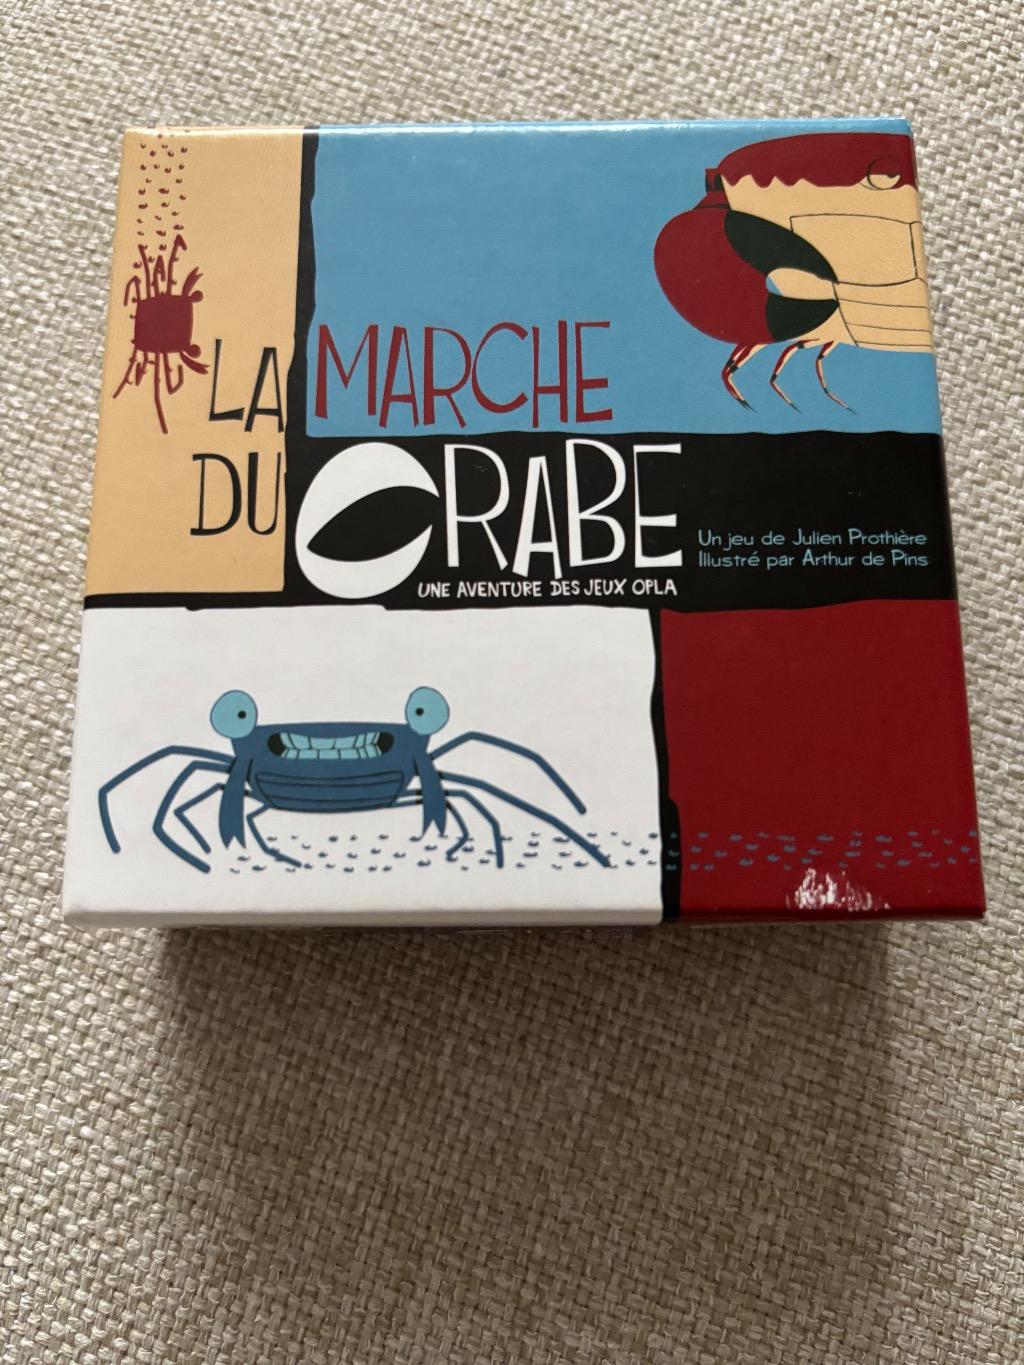 LA MARCHE
DU CRABE
UNE AVENTURE DES JEUX OPLA
Un jeu de Julien Prothière
Illustré par Arthur de Pins